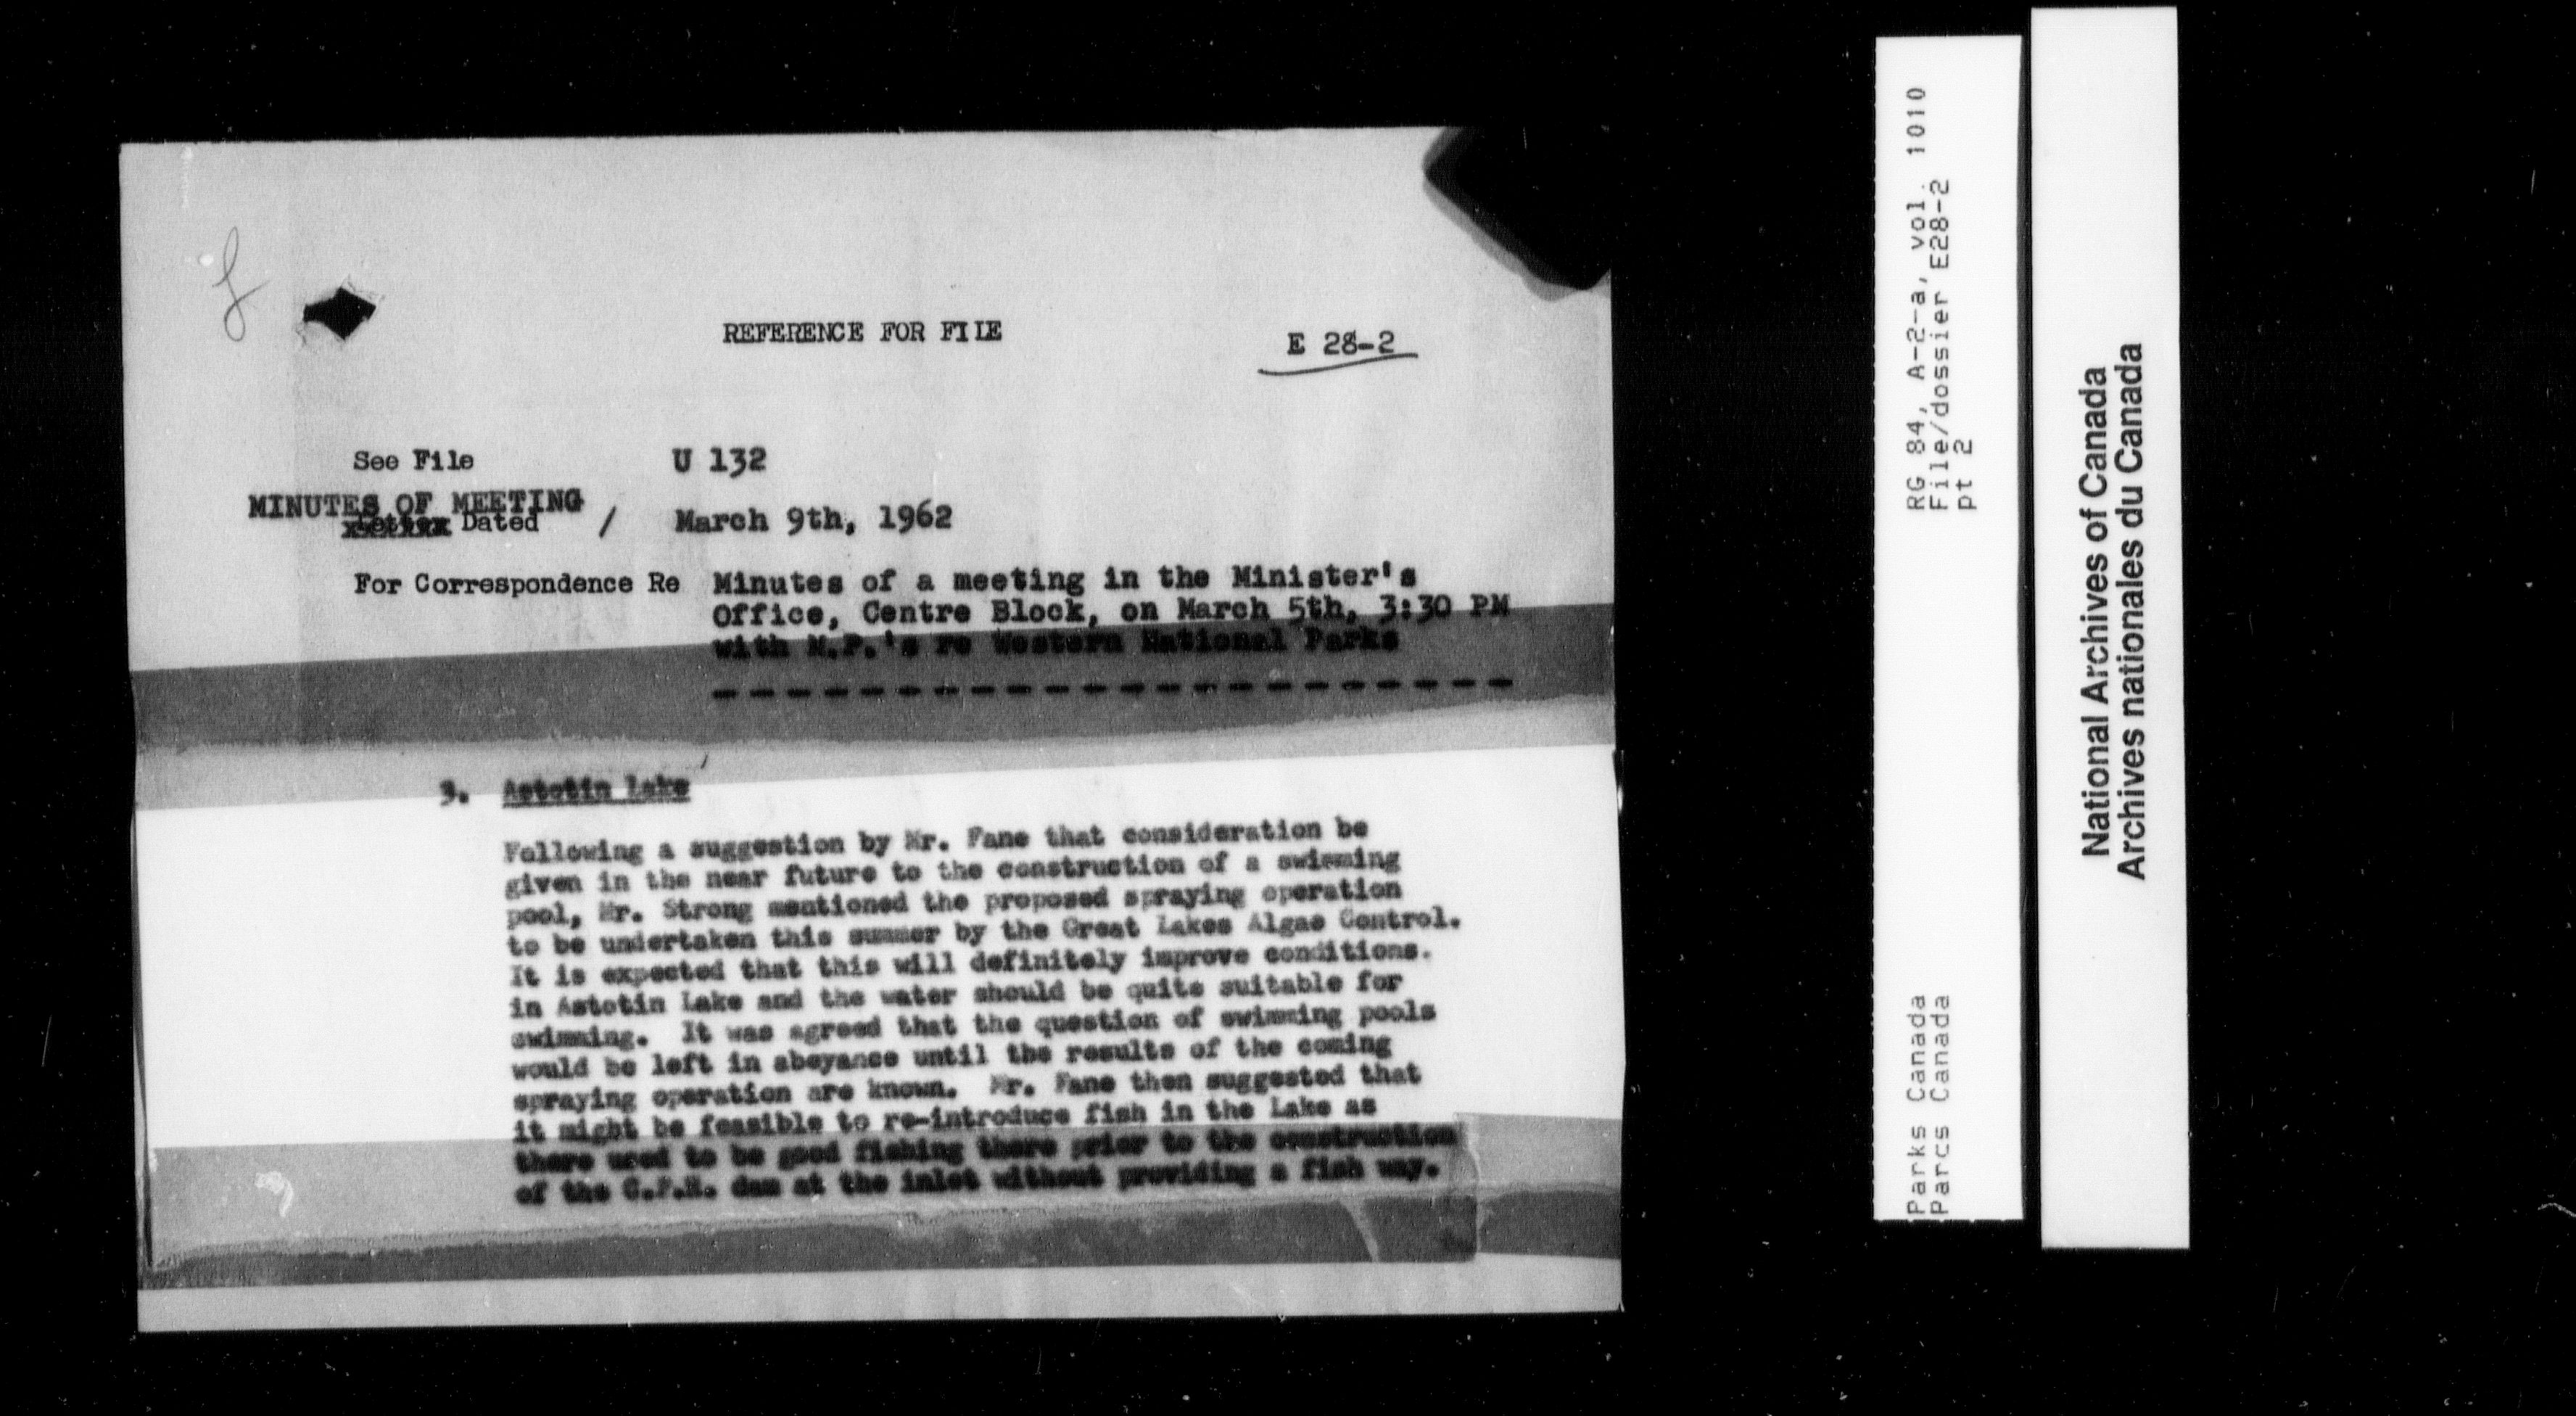 REFERENCE FOR FILE
E 28-2
See File U 132
MINUTES OF MEETING
Dated / March 9th, 1962
For Correspondence Re Minutes of a meeting in the Minister's
Office, Centre Block, on March 5th, 3:30 PM
with M.P.'s re Western National Parks
3. Astotin Lake
Following a suggestion by Mr. Fane that consideration be
given in the near future to the construction of a swimming
pool, Mr. Strong mentioned the proposed spraying operation
to be undertaken this summer by the Great Lakes Algae Control.
It is expected that this will definitely improve conditions.
in Astotin Lake and the water should be quite suitable for
swimming. It was agreed that the question of swimming pools
would be left in abeyance until the results of the coming
spraying operation are known. Mr. Fane then suggested that
it might be feasible to re-introduce fish in the Lake as
there used to be good fishing there prior to the construction
of the dam at the inlet without providing a fish way.
RG 84, A-2-a, vol. 1010
File/dossier E28-2
pt 2
Parks Canada
Parcs Canada
National Archives of Canada
Archives nationales du Canada